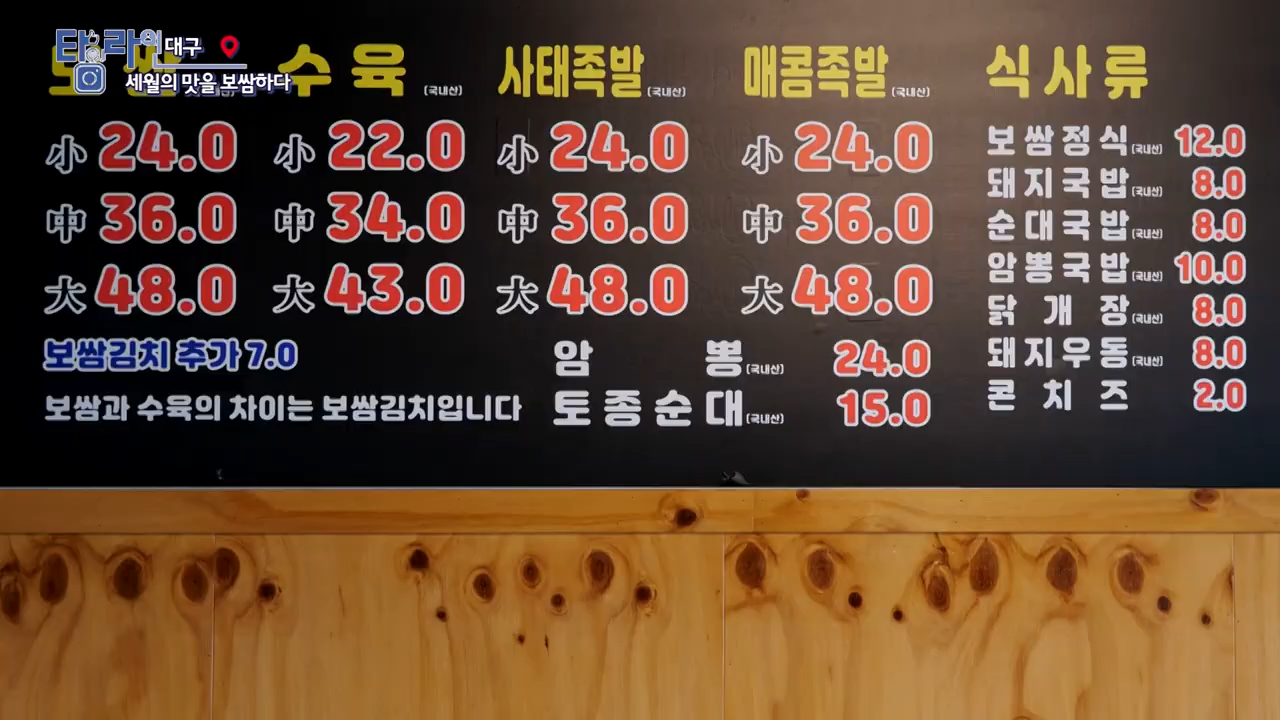 대구
세월의 맛을 보쌈하다
수육 (국내산)
사태족발 (국내산)
매콤족발 (국내산)
식사류
小 24.0
中 36.0
大 48.0
小 22.0
中 34.0
大 43.0
小 24.0
中 36.0
大 48.0
小 24.0
中 36.0
大 48.0
보쌈김치 추가 7.0
보쌈과 수육의 차이는 보쌈김치입니다
암뽕 (국내산) 24.0
토종순대 (국내산) 15.0
보쌈정식 (국내산) 12.0
돼지국밥 8.0
순대국밥 (국내산) 8.0
암뽕국밥 (국내산) 10.0
닭개장 (국내산) 8.0
돼지우동 (국내산) 8.0
콘치즈 2.0